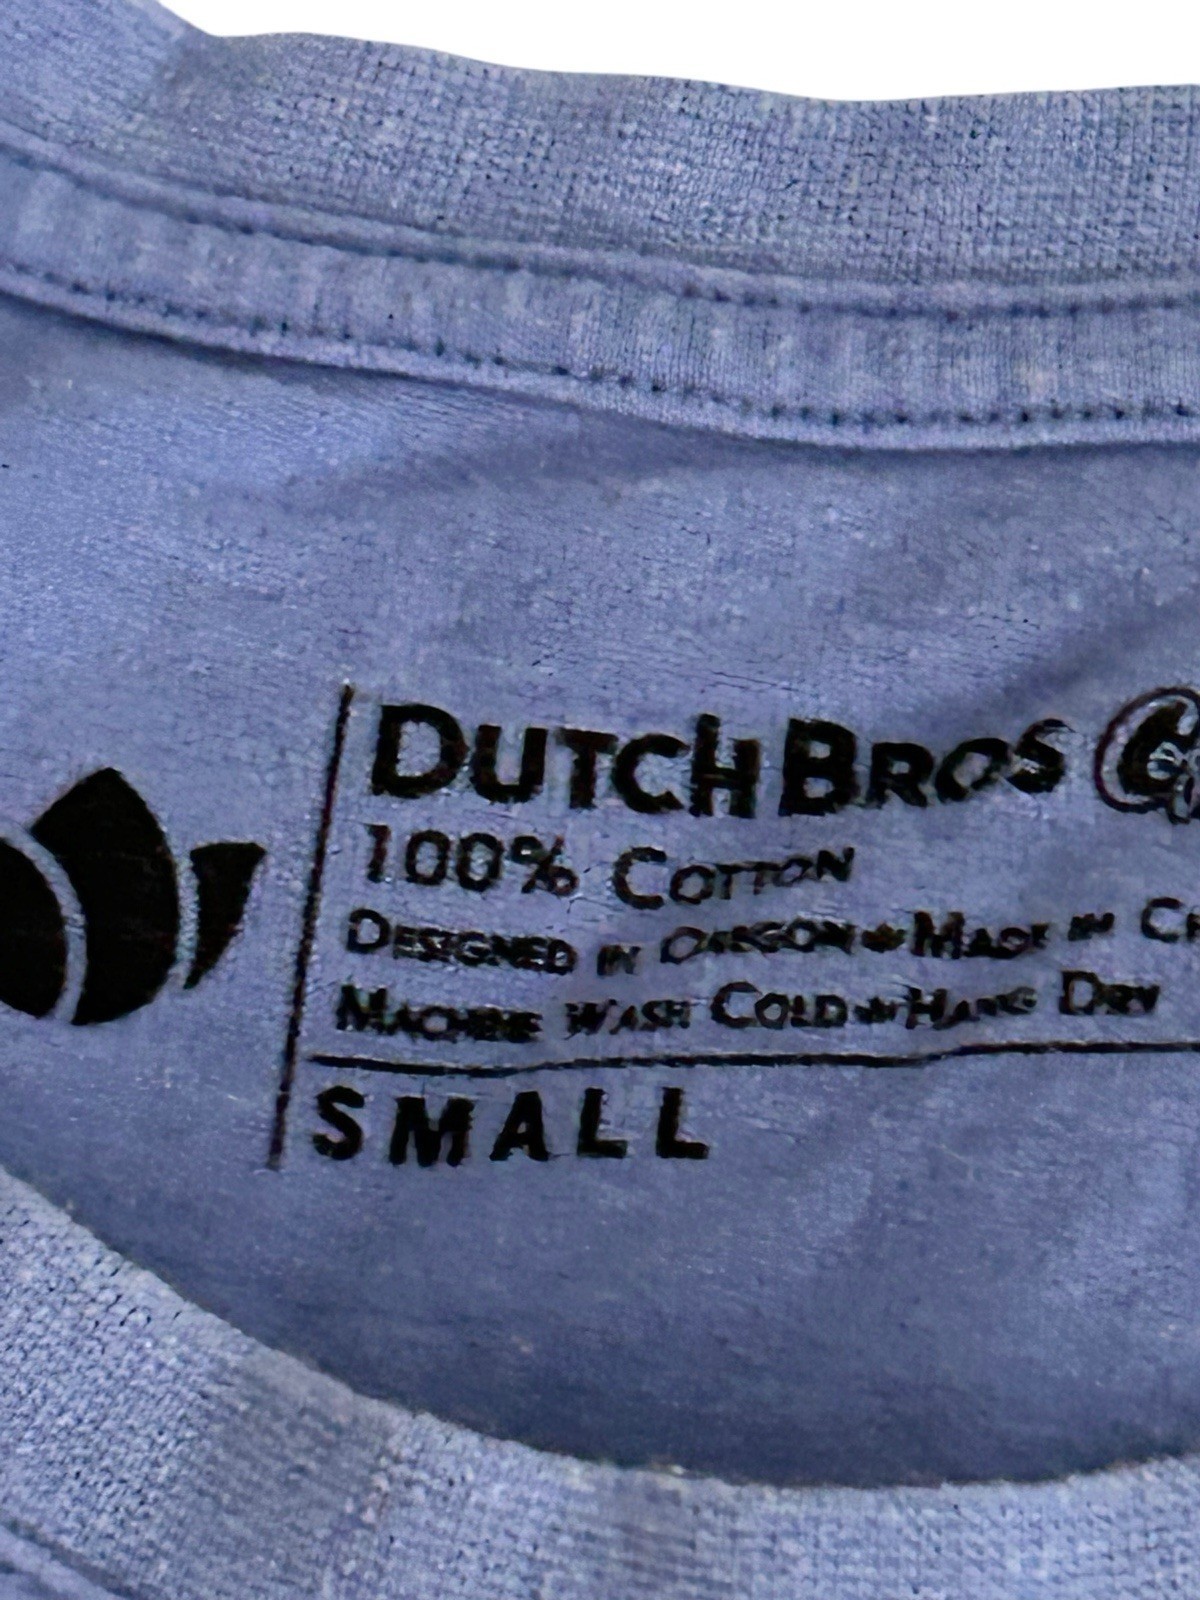 DUTCH BROS
100% COTTON
DESIGNED IN OREGON MADE IN
MACHINE WASH COLD HANG DRY
SMALL